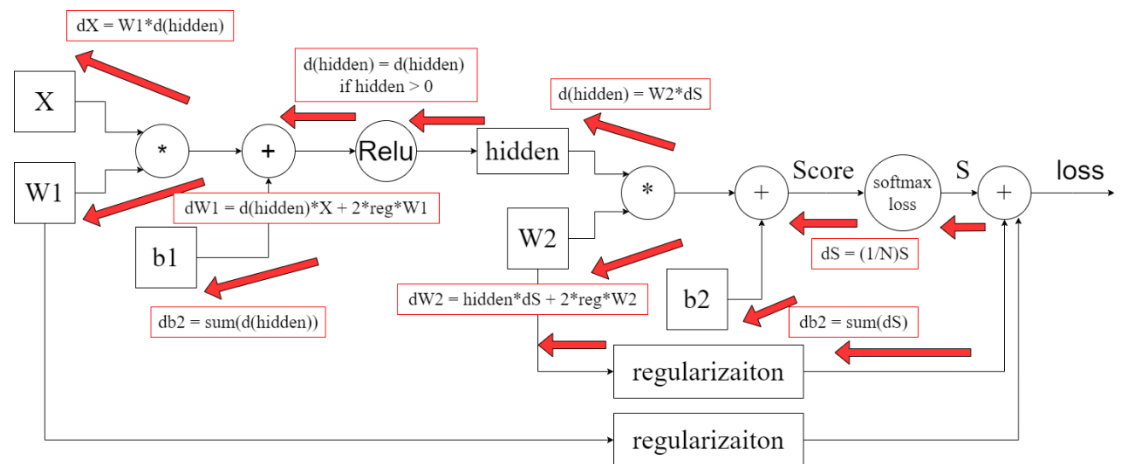 dX = W1*d(hidden)
d(hidden) = d(hidden)
if hidden > 0
d(hidden) = W2*dS
X
*
+
Relu
hidden
W1
dW1 = d(hidden)*X + 2*reg*W1
b1
db2 = sum(d(hidden))
*
+
Score
softmax
loss
S
+
loss
W2
dS = (1/N)S
dW2 = hidden*dS + 2*reg*W2
b2
db2 = sum(dS)
regularizaiton
regularizaiton